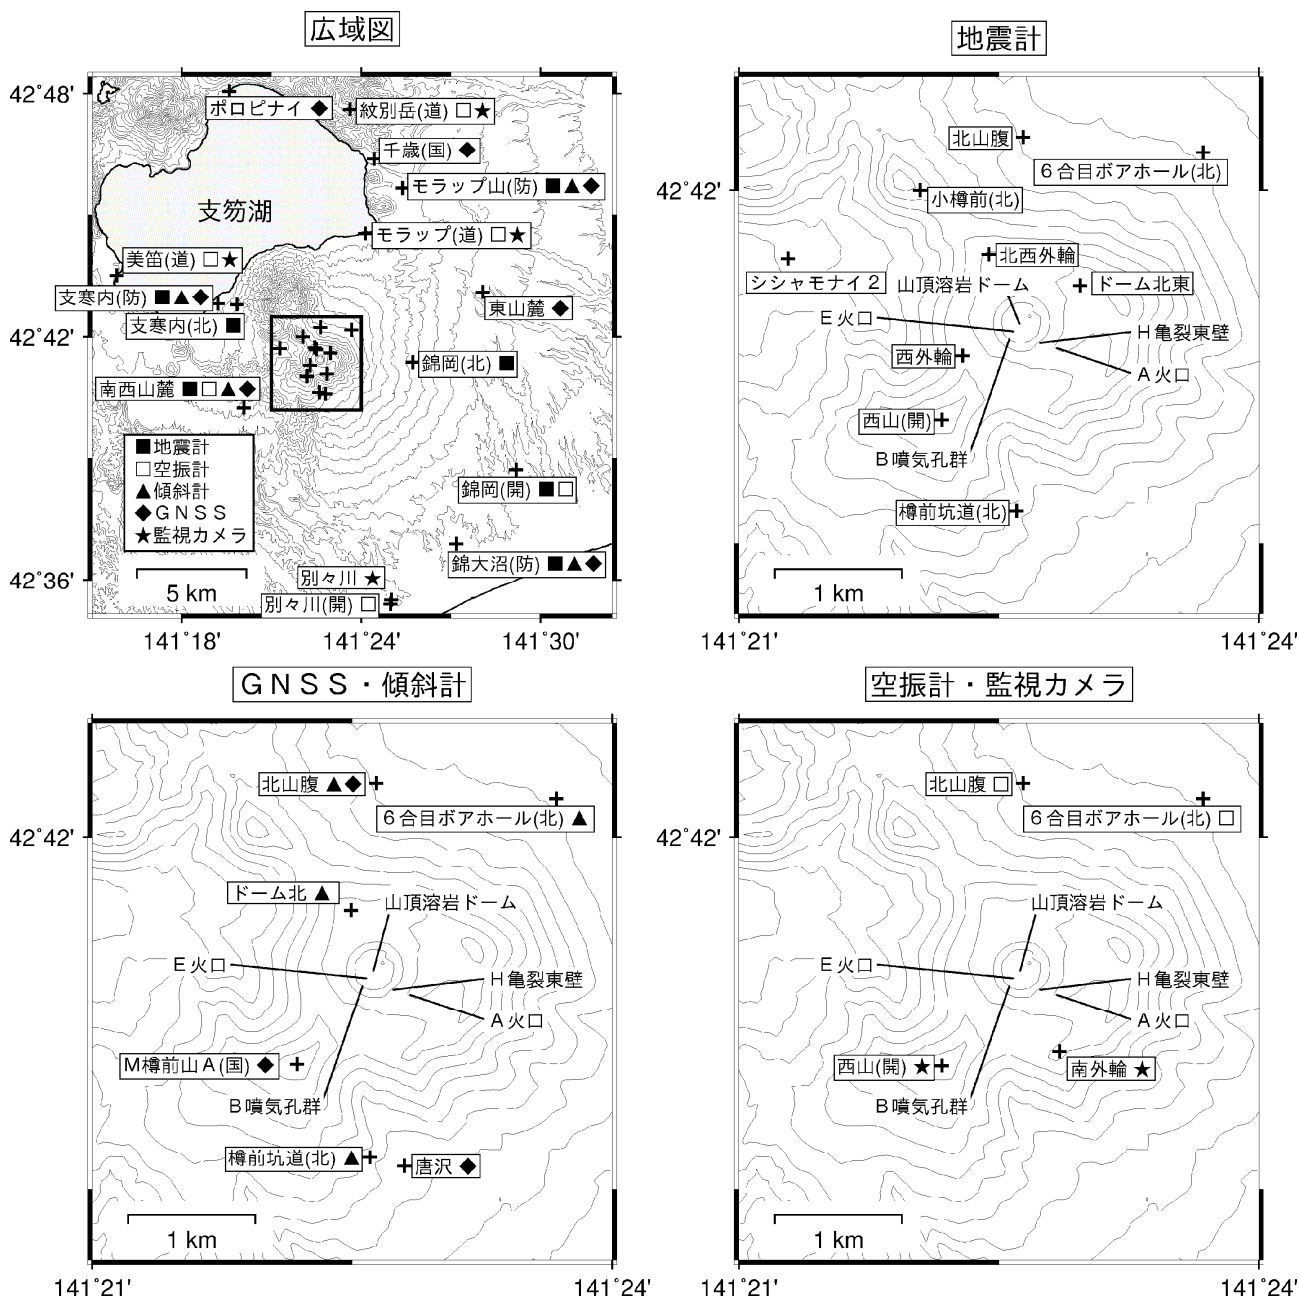 広域図
42˚48'
42˚42'
42˚36'
141˚18'
141˚24'
141˚30'
ポロピナイ ◆
紋別岳(道) □★
千歳(国) ◆
モラップ山(防) ■▲◆
支笏湖
モラップ(道) □★
美笛(道) □★
支寒内(防) ■▲◆
支寒内(北) ■
東山麓 ◆
錦岡(北) ■
南西山麓 ■□▲◆
■地震計
□空振計
▲傾斜計
◆ＧＮＳＳ
★監視カメラ
錦岡(開) ■□
錦大沼(防) ■▲◆
別々川 ★
別々川(開) □
5 km
地震計
42˚42'
141˚21'
141˚24'
北山腹
６合目ボアホール(北)
小樽前(北)
北西外輪
シシャモナイ２
山頂溶岩ドーム
ドーム北東
Ｅ火口
Ｈ亀裂東壁
西外輪
Ａ火口
西山(開)
Ｂ噴気孔群
樽前坑道(北)
1 km
ＧＮＳＳ・傾斜計
42˚42'
141˚21'
141˚24'
北山腹 ▲◆
６合目ボアホール(北) ▲
ドーム北 ▲
山頂溶岩ドーム
Ｅ火口
Ｈ亀裂東壁
Ａ火口
Ｍ樽前山Ａ(国) ◆
Ｂ噴気孔群
樽前坑道(北) ▲
唐沢 ◆
1 km
空振計・監視カメラ
42˚42'
141˚21'
141˚24'
北山腹 □
６合目ボアホール(北) □
山頂溶岩ドーム
Ｅ火口
Ｈ亀裂東壁
Ａ火口
西山(開) ★
南外輪 ★
Ｂ噴気孔群
1 km